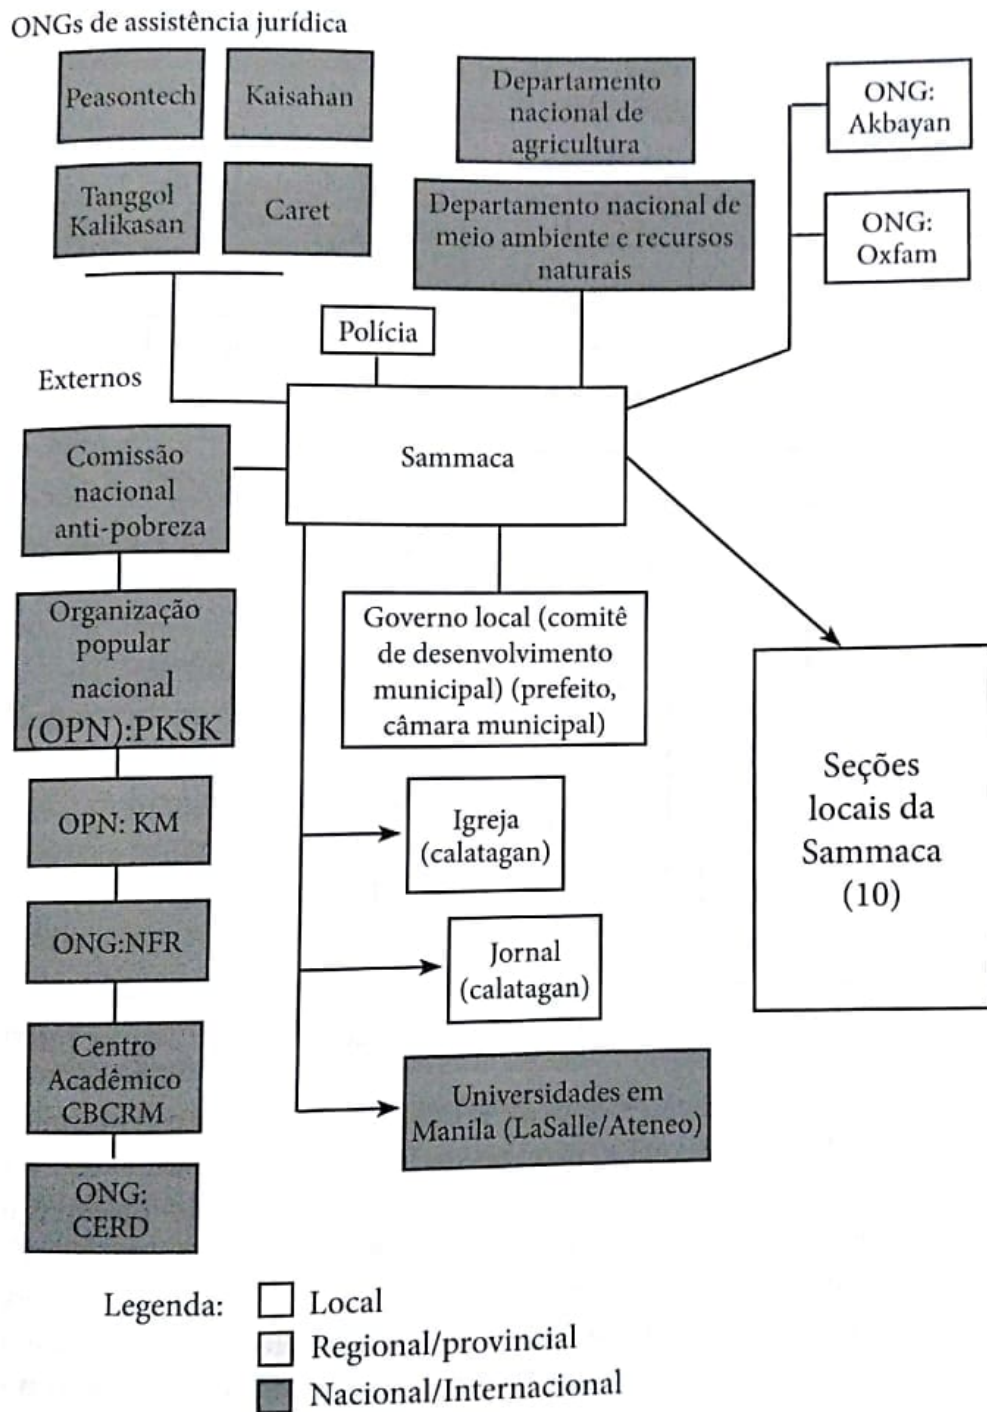 ONGs de assistência jurídica
Peasontech
Kaisahan
Tanggol
Kalikasan
Caret
Departamento
nacional de
agricultura
Departamento nacional de
meio ambiente e recursos
naturais
ONG:
Akbayan
ONG:
Oxfam
Polícia
Externos
Sammaca
Comissão
nacional
anti-pobreza
Organização
popular
nacional
(OPN):PKSK
OPN: KM
ONG:NFR
Centro
Acadêmico
CBCRM
ONG:
CERD
Governo local (comitê
de desenvolvimento
municipal) (prefeito,
câmara municipal)
Igreja
(calatagan)
Jornal
(calatagan)
Universidades em
Manila (LaSalle/Ateneo)
Seções
locais da
Sammaca
(10)
Legenda:
Local
Regional/provincial
Nacional/Internacional